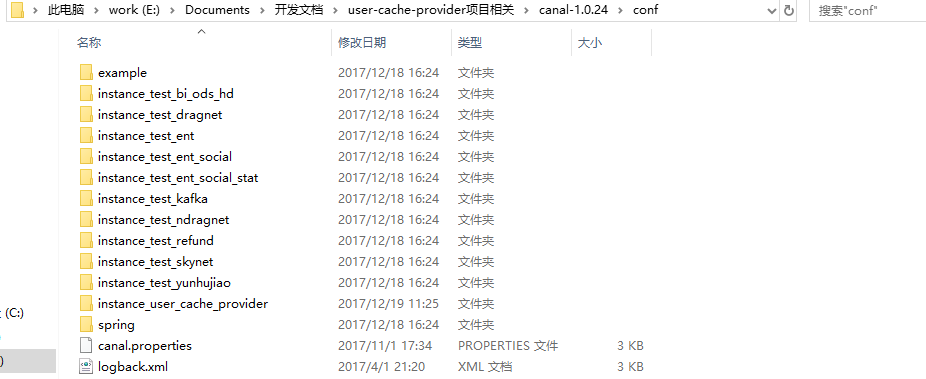 此电脑 > work (E:) > Documents > 开发文档 > user-cache-provider项目相关 > canal-1.0.24 > conf 搜索"conf"
名称 修改日期 类型 大小
example 2017/12/18 16:24 文件夹
instance_test_bi_ods_hd 2017/12/18 16:24 文件夹
instance_test_dragnet 2017/12/18 16:24 文件夹
instance_test_ent 2017/12/18 16:24 文件夹
instance_test_ent_social 2017/12/18 16:24 文件夹
instance_test_ent_social_stat 2017/12/18 16:24 文件夹
instance_test_kafka 2017/12/18 16:24 文件夹
instance_test_ndragnet 2017/12/18 16:24 文件夹
instance_test_refund 2017/12/18 16:24 文件夹
instance_test_skynet 2017/12/18 16:24 文件夹
instance_test_yunhujiao 2017/12/18 16:24 文件夹
instance_user_cache_provider 2017/12/19 11:25 文件夹
(C:) spring 2017/12/18 16:24 文件夹
canal.properties 2017/11/1 17:34 PROPERTIES 文件 3 KB
) logback.xml 2017/4/1 21:20 XML 文档 3 KB